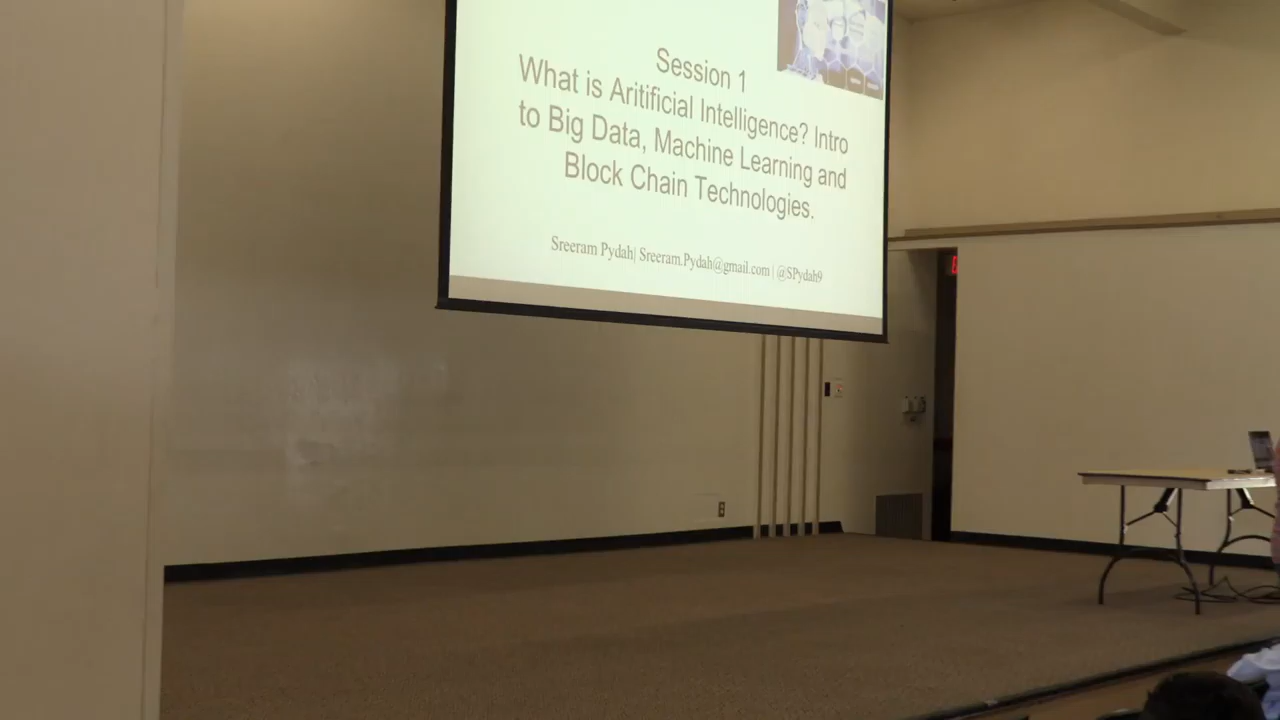 Session 1
What is Aritificial Intelligence? Intro
to Big Data, Machine Learning and
Block Chain Technologies.
Sreeram Pydah| Sreeram.Pydah@gmail.com | @SPydah9